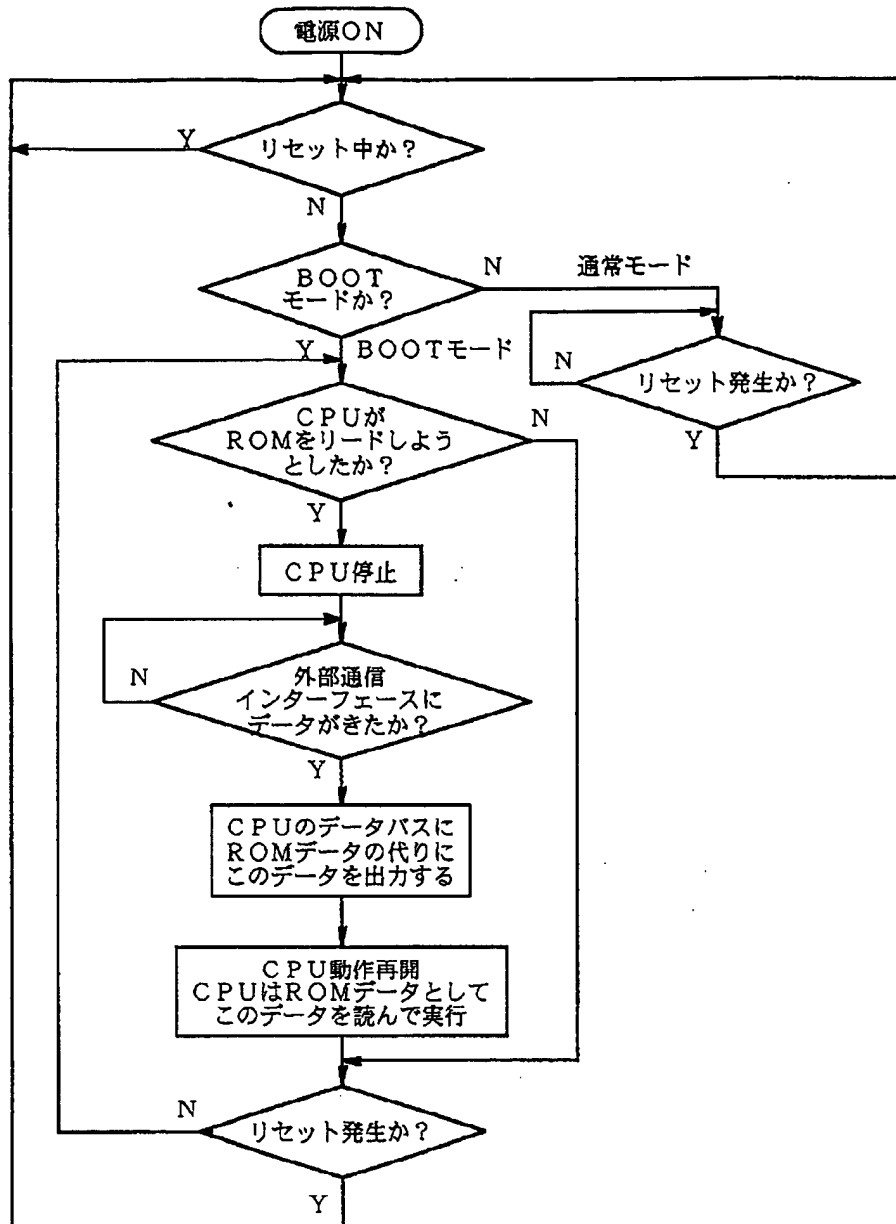 電源ON
Y
リセット中か?
N
BOOT
モードか?
N
通常モード
Y
BOOTモード
N
リセット発生か?
Y
CPUが
ROMをリードしよう
としたか?
N
Y
CPU停止
N
外部通信
インターフェースに
データがきたか?
Y
CPUのデータバスに
ROMデータの代りに
このデータを出力する
CPU動作再開
CPUはROMデータとして
このデータを読んで実行
N
リセット発生か?
Y